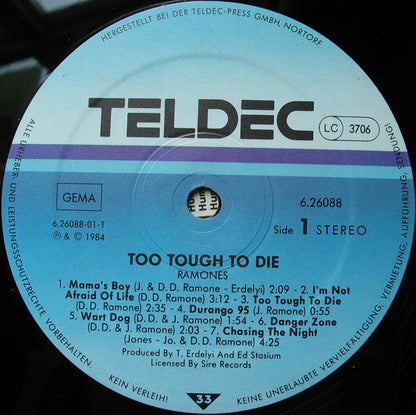 HERGESTELLT BEI DER TELDEC-PRESS GMBH, NORTORF
TELDEC
LC 3706
GEMA
6.26088
6.26088-01-1
Side 1 STEREO
℗ & © 1984
TOO TOUGH TO DIE
RAMONES
1. Mama's Boy (J. & D.D. Ramone - Erdelyi) 2:09 - 2. I'm Not
Afraid Of Life (D.D. & J. Ramone) 3:12 - 3. Too Tough To Die
(D.D. Ramone) 2:35 - 4. Durango 95 (J. Ramone) 0:55
5. Wart Dog (D.D. & J. Ramone) 1:54 - 6. Danger Zone
(D.D. & J. Ramone) 2:03 - 7. Chasing The Night
(Jones - Jo. & D.D. Ramone) 4:25
Produced By T. Erdelyi And Ed Stasium
Licensed By Sire Records
33
ALLE URHEBER- UND LEISTUNGSSCHUTZRECHTE VORBEHALTEN.
KEIN VERLEIH!
KEINE UNERLAUBTE VERVIELFÄLTIGUNG, VERMIETUNG, AUFFÜHRUNG, SENDUNG!